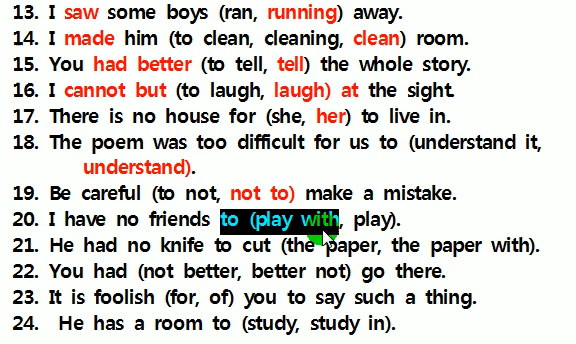 13. I saw some boys (ran, running) away.
14. I made him (to clean, cleaning, clean) room.
15. You had better (to tell, tell) the whole story.
16. I cannot but (to laugh, laugh) at the sight.
17. There is no house for (she, her) to live in.
18. The poem was too difficult for us to (understand it,
understand).
19. Be careful (to not, not to) make a mistake.
20. I have no friends to (play with, play).
21. He had no knife to cut (the paper, the paper with).
22. You had (not better, better not) go there.
23. It is foolish (for, of) you to say such a thing.
24. He has a room to (study, study in).